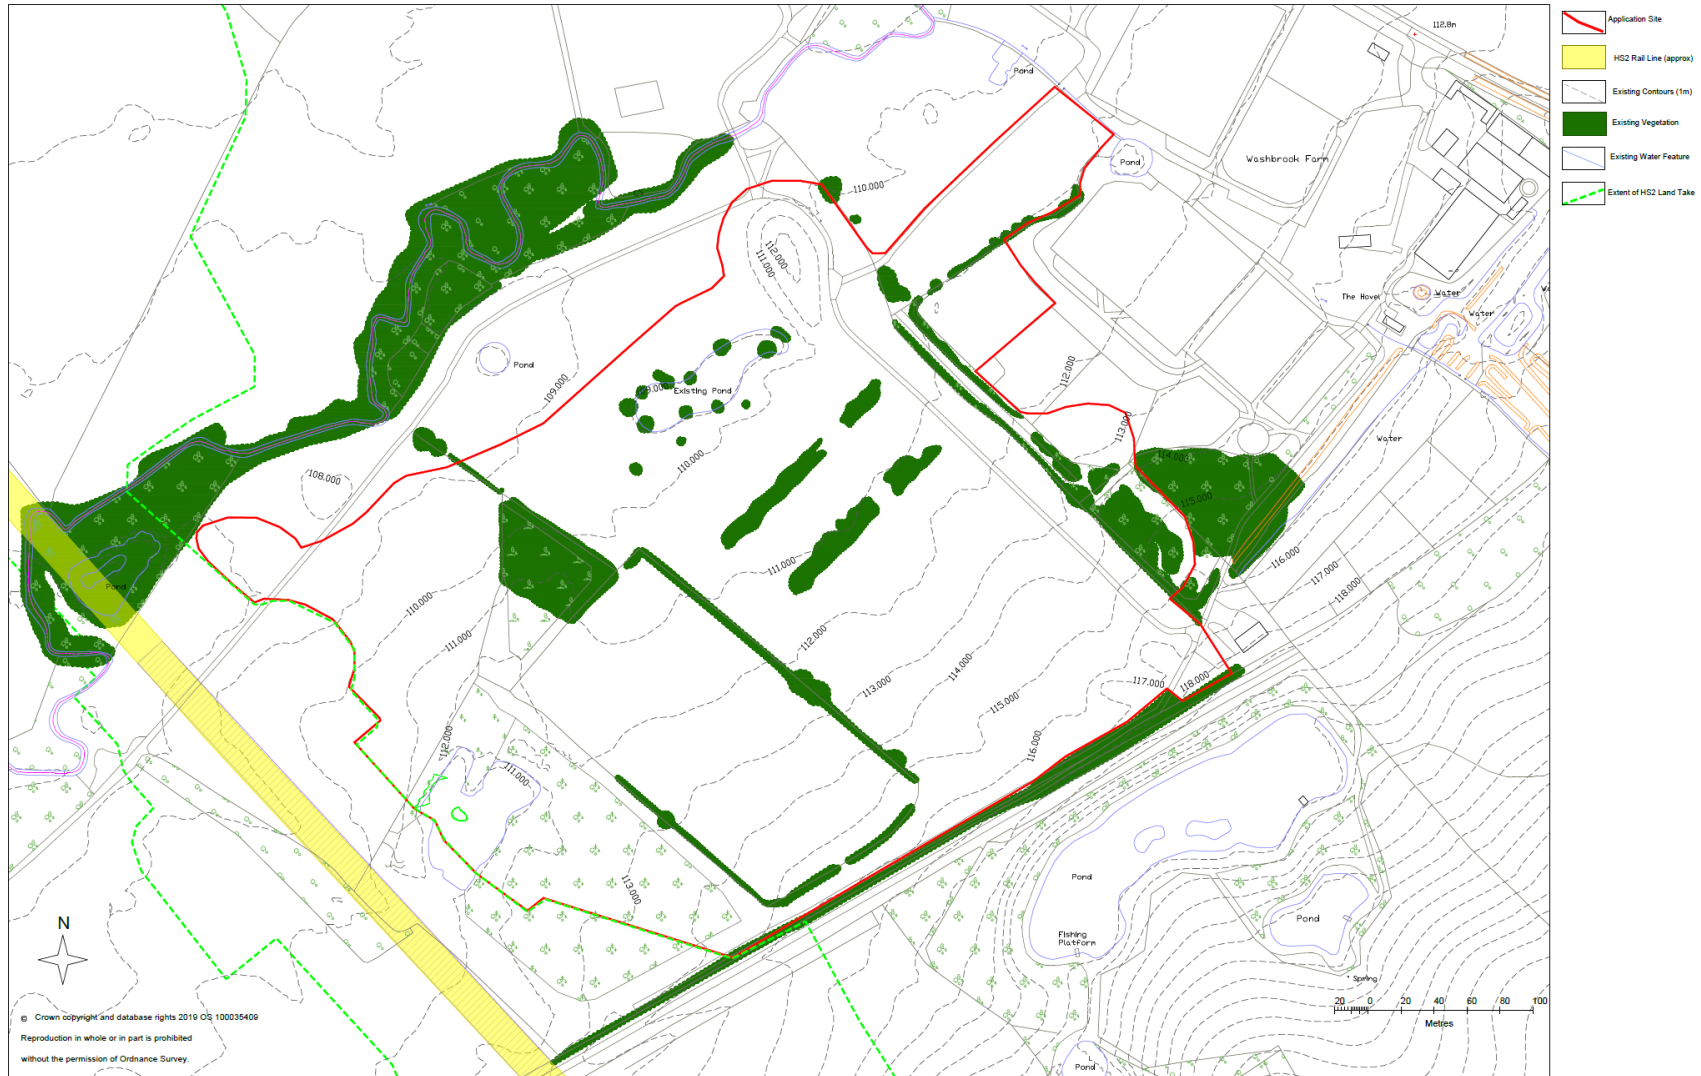 112.8m
Application Site
HS2 Rail Line (approx)
Existing Contours (1m)
Existing Vegetation
Existing Water Feature
Extent of HS2 Land Take
Pond
Pond
Washbrook Farm
110.000
112.000
111.000
The Hovel
Water
Water
Pond
109.000
Existing Pond
112.000
113.000
110.000
Water
114.000
115.000
108.000
116.000
117.000
118.000
111.000
110.000
Pond
111.000
112.000
113.000
114.000
117.000
118.000
115.000
112.000
116.000
111.000
113.000
Pond
Pond
Fishing
Platform
Spring
N
20 0 20 40 60 80 100
Metres
© Crown copyright and database rights 2019 OS 100035409
Reproduction in whole or in part is prohibited
without the permission of Ordnance Survey.
Pond